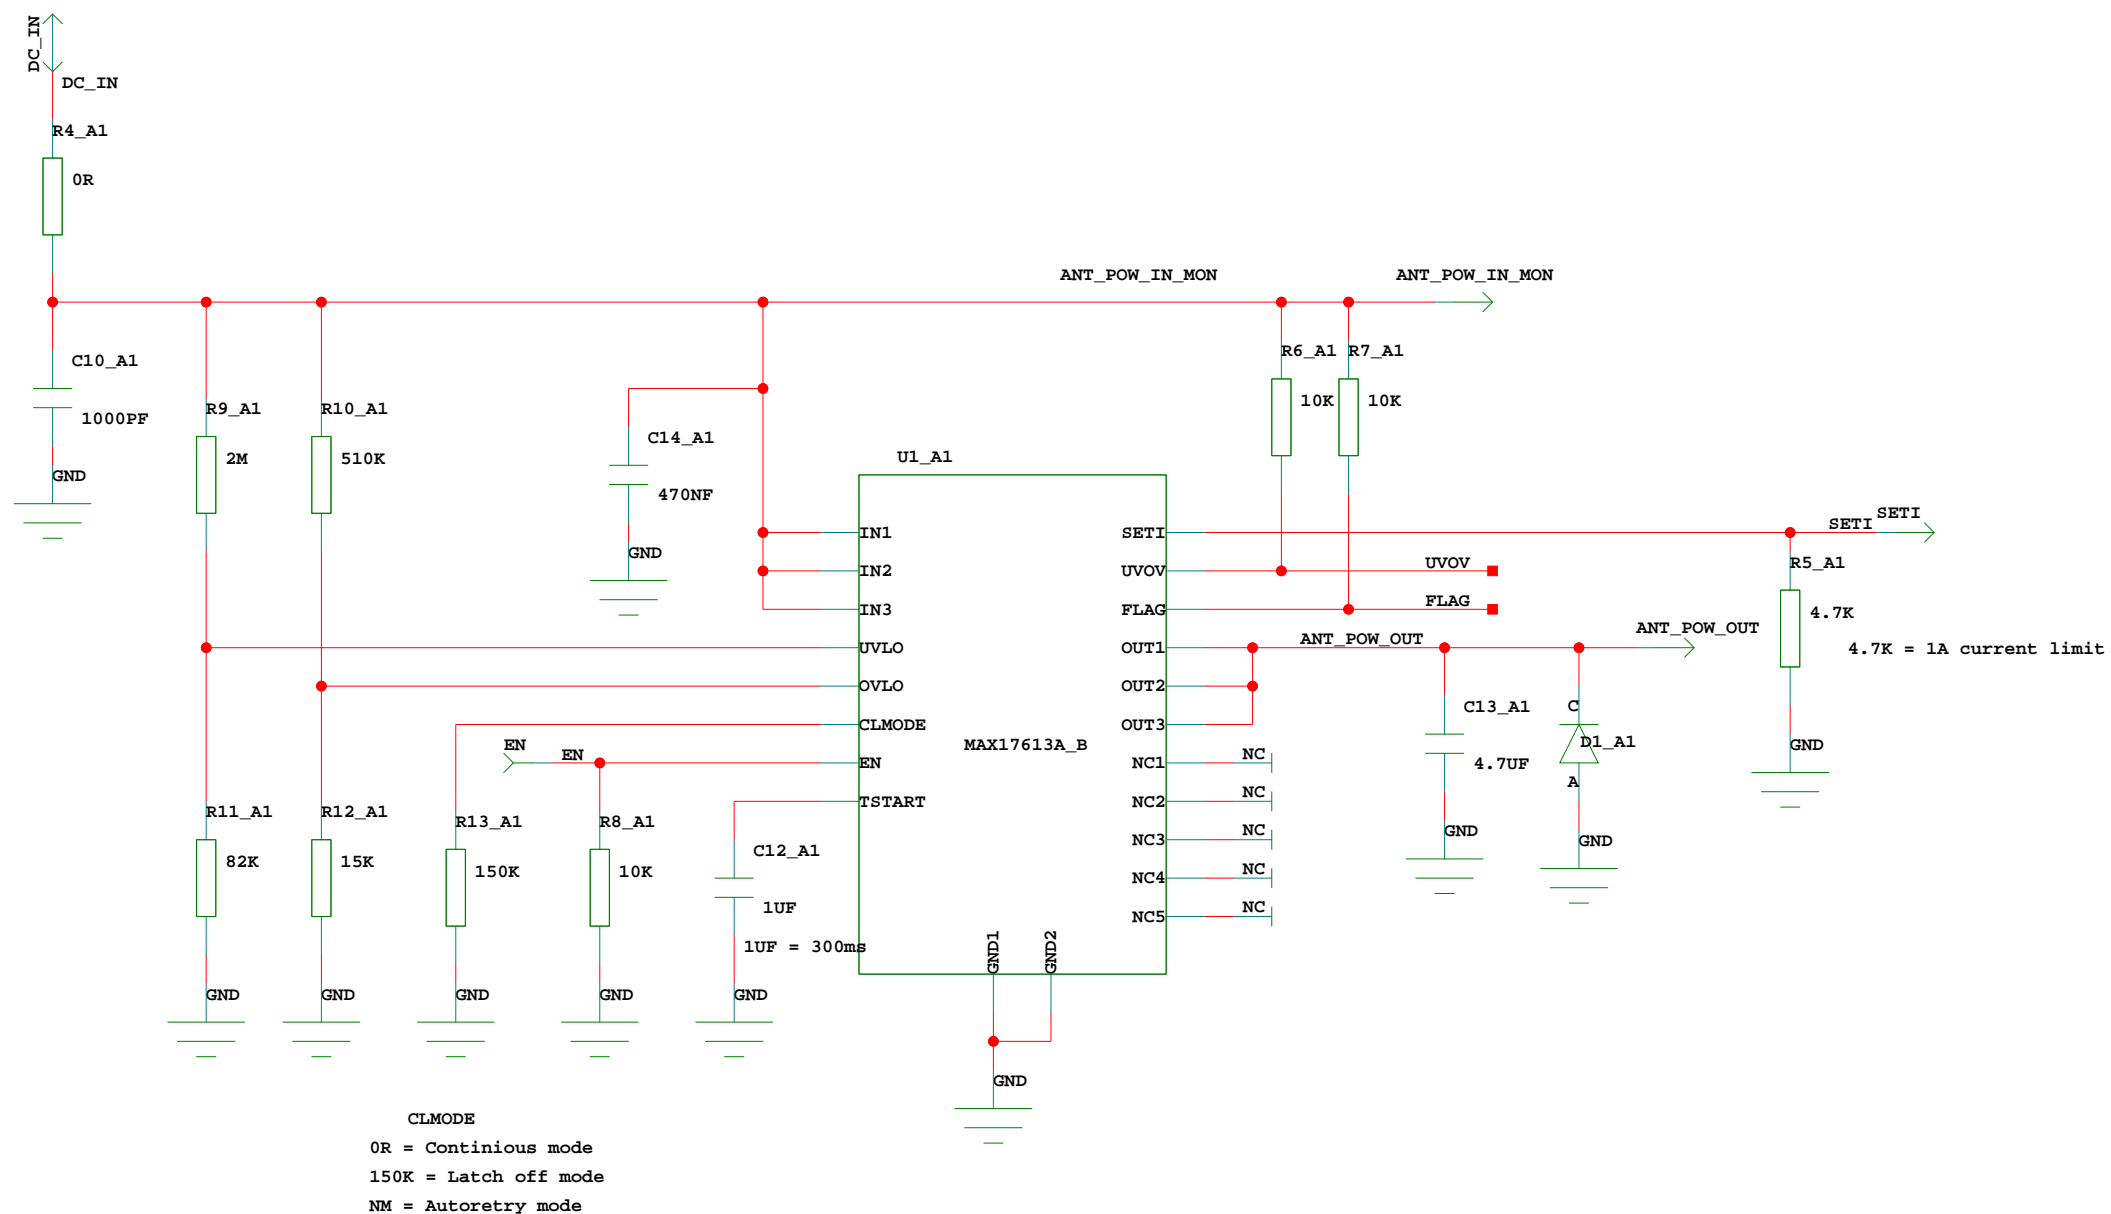 DC_IN
DC_IN
R4_A1
0R
ANT_POW_IN_MON
ANT_POW_IN_MON
C10_A1
1000PF
GND
R9_A1
2M
R10_A1
510K
C14_A1
470NF
GND
R6_A1
10K
R7_A1
10K
U1_A1
MAX17613A_B
IN1
IN2
IN3
UVLO
OVLO
CLMODE
EN
TSTART
SETI
UVOV
FLAG
OUT1
OUT2
OUT3
NC1
NC2
NC3
NC4
NC5
GND1
GND2
SETI
SETI
UVOV
FLAG
R5_A1
4.7K
4.7K = 1A current limit
GND
ANT_POW_OUT
ANT_POW_OUT
C13_A1
4.7UF
GND
C
D1_A1
A
GND
NC
NC
NC
NC
NC
EN
EN
R11_A1
82K
GND
R12_A1
15K
GND
R13_A1
150K
GND
R8_A1
10K
GND
C12_A1
1UF
1UF = 300ms
GND
GND
CLMODE
0R = Continious mode
150K = Latch off mode
NM = Autoretry mode